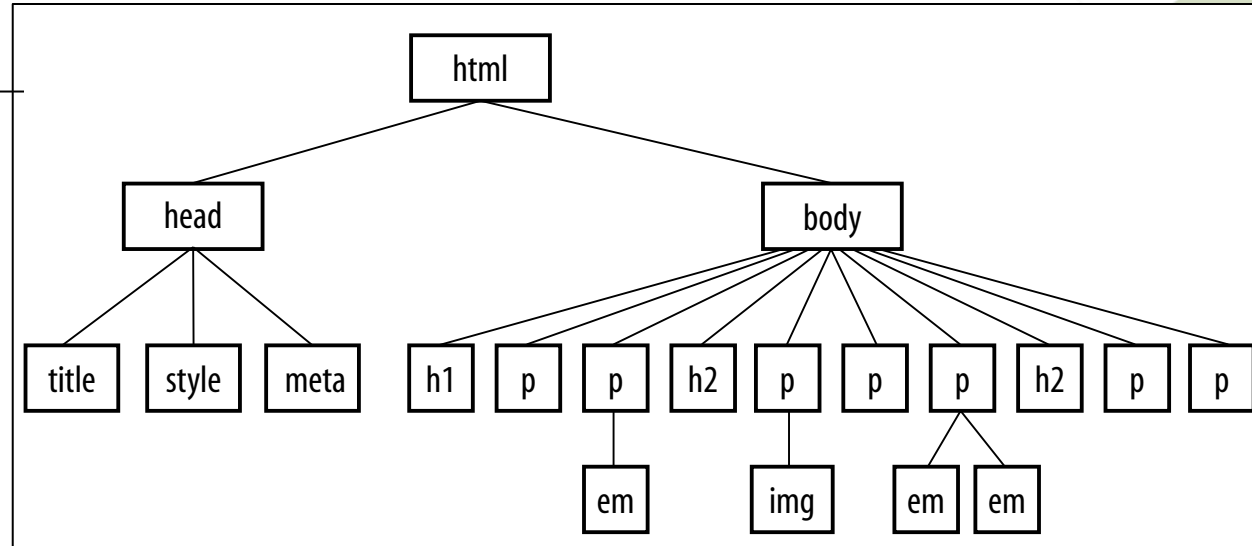 html
head body
title style meta h1 p p h2 p p p h2 p p
em img em em